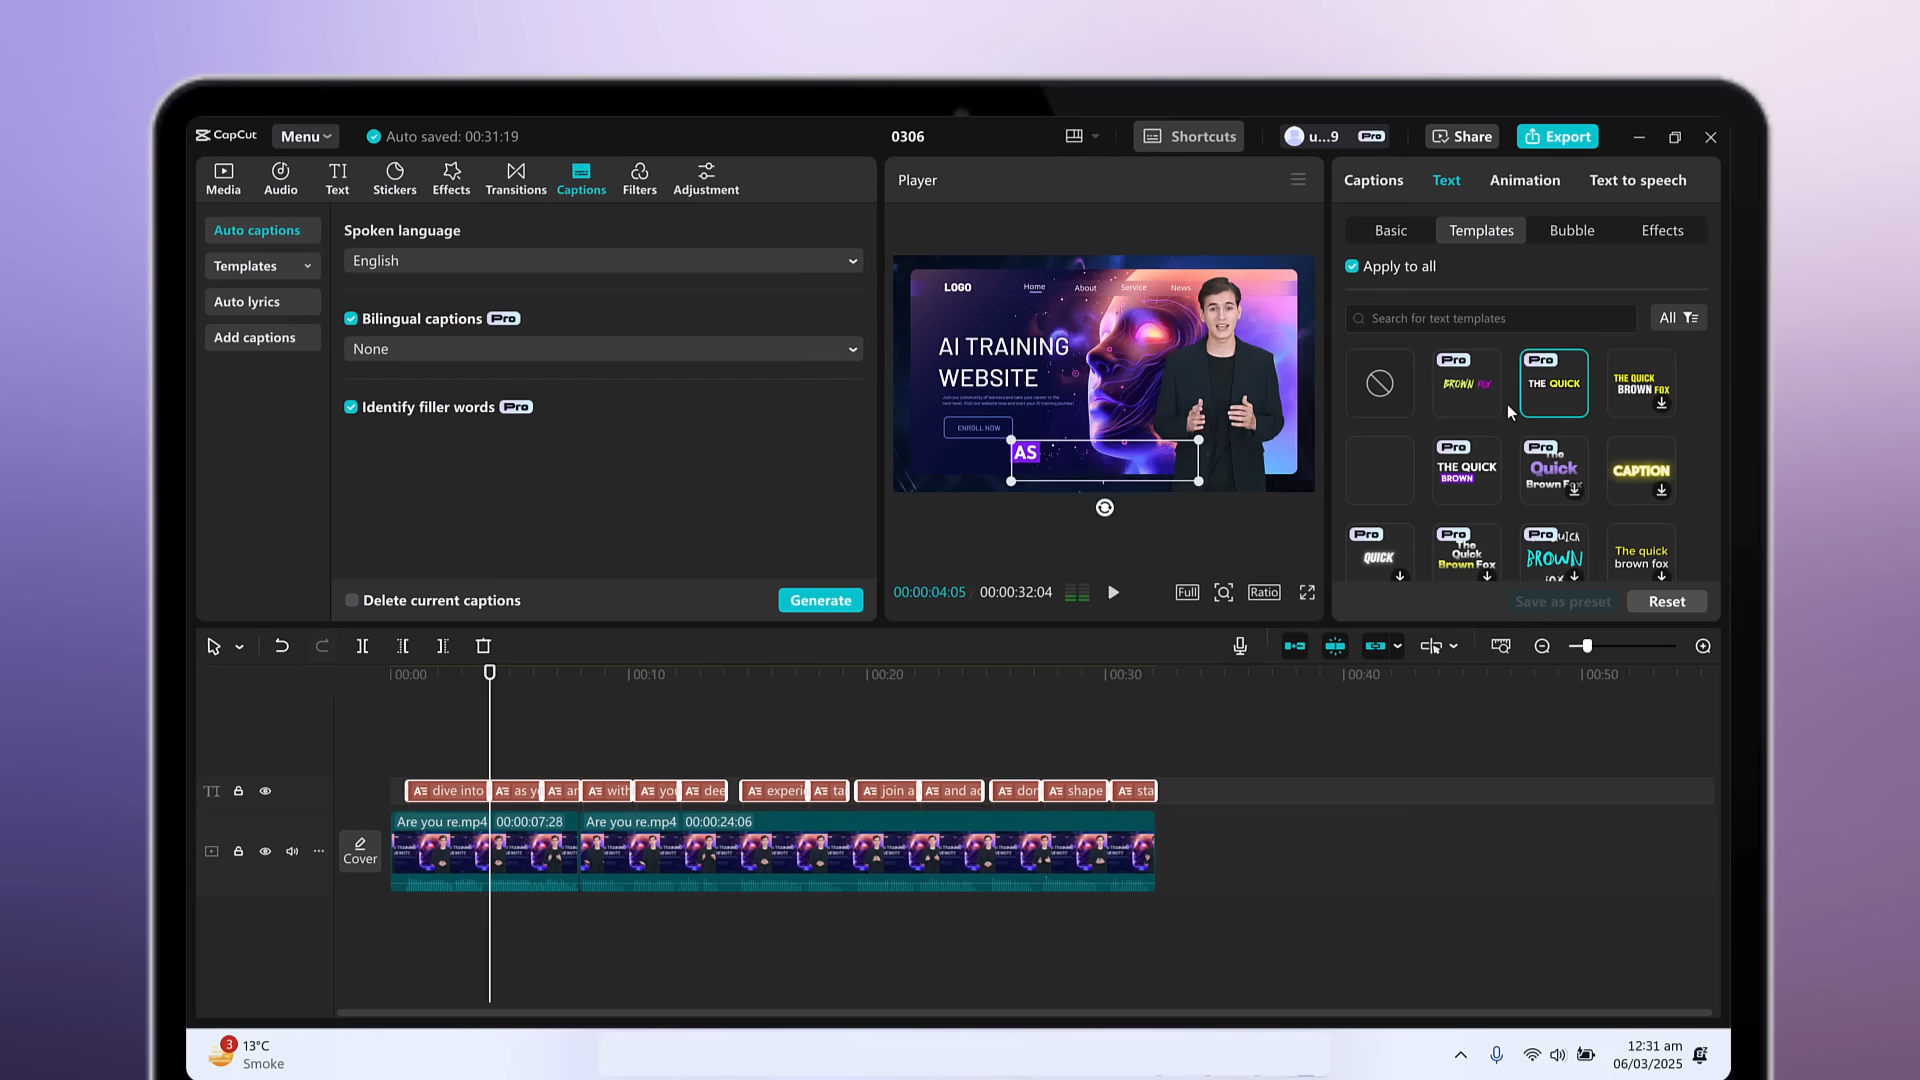 CapCut
Menu
Auto saved: 00:31:19
0306
Shortcuts
u...9
Pro
Share
Export
Media
Audio
TI
Text
Stickers
Effects
Transitions
Captions
Filters
Adjustment
Player
Captions
Text
Animation
Text to speech
Auto captions
Templates
Auto lyrics
Add captions
Spoken language
English
Bilingual captions Pro
None
Identify filler words Pro
Delete current captions
Generate
LOGO
Home
About
Service
News
AI TRAINING
WEBSITE
ENROLL NOW
AS
00:00:04:05
00:00:32:04
Full
Ratio
Basic
Templates
Bubble
Effects
Apply to all
Search for text templates
All
Pro
BROWN FOX
Pro
THE QUICK
THE QUICK
BROWN FOX
Pro
THE QUICK
BROWN
Pro
The
Quick
Brown Fox
CAPTION
Pro
QUICK
Pro
The
Quick
Brown Fox
Pro
QUICK
BROWN
FOX
The quick
brown fox
Save as preset
Reset
00:00
00:10
00:20
00:30
00:40
00:50
TI
dive into
as y
ar
with
you
dee
experi
ta
join a
and ac
don
shape
sta
Are you re.mp4 00:00:07:28
Are you re.mp4 00:00:24:06
Cover
3
13°C
Smoke
12:31 am
06/03/2025